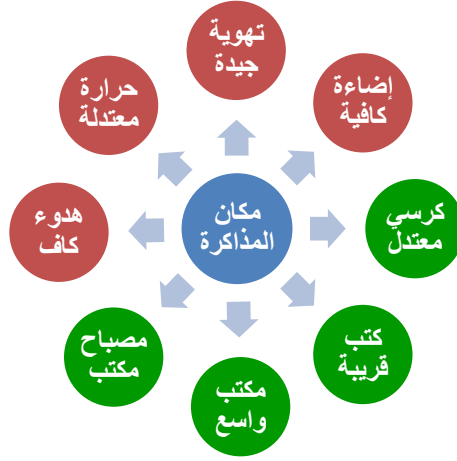 تهوية
جيدة
إضاءة
كافية
كرسي
معتدل
كتب
قريبة
مكتب
واسع
مصباح
مكتب
هدوء
كاف
حرارة
معتدلة
مكان
المذاكرة